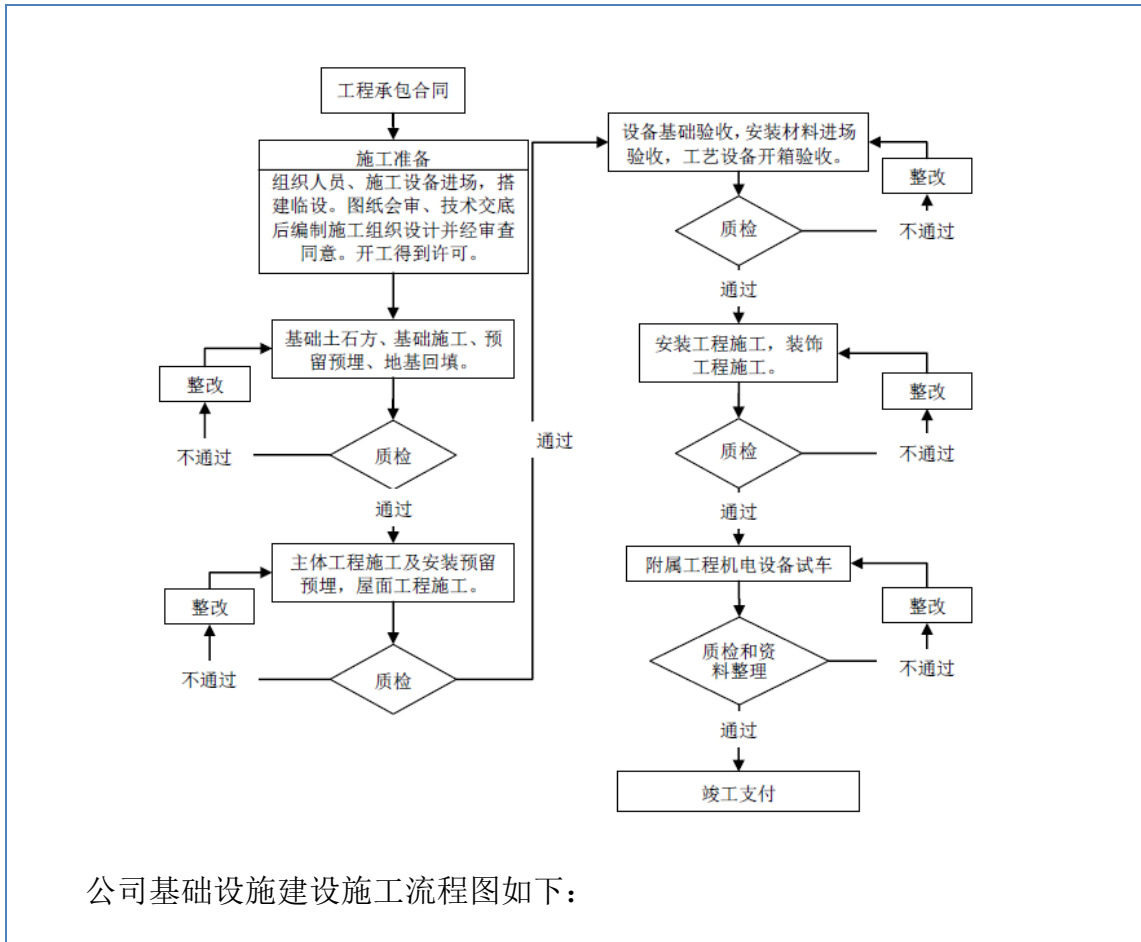 工程承包合同
施工准备
组织人员、施工设备进场，搭
建临设。图纸会审、技术交底
后编制施工组织设计并经审查
同意。开工得到许可。
基础土石方、基础施工、预
留预埋、地基回填。
整改
不通过
质检
通过
主体工程施工及安装预留
预埋，屋面工程施工。
整改
不通过
质检
通过
设备基础验收，安装材料进场
验收，工艺设备开箱验收。
整改
质检
不通过
通过
安装工程施工，装饰
工程施工。
整改
质检
不通过
通过
附属工程机电设备试车
整改
质检和资
料整理
不通过
通过
竣工支付
公司基础设施建设施工流程图如下：